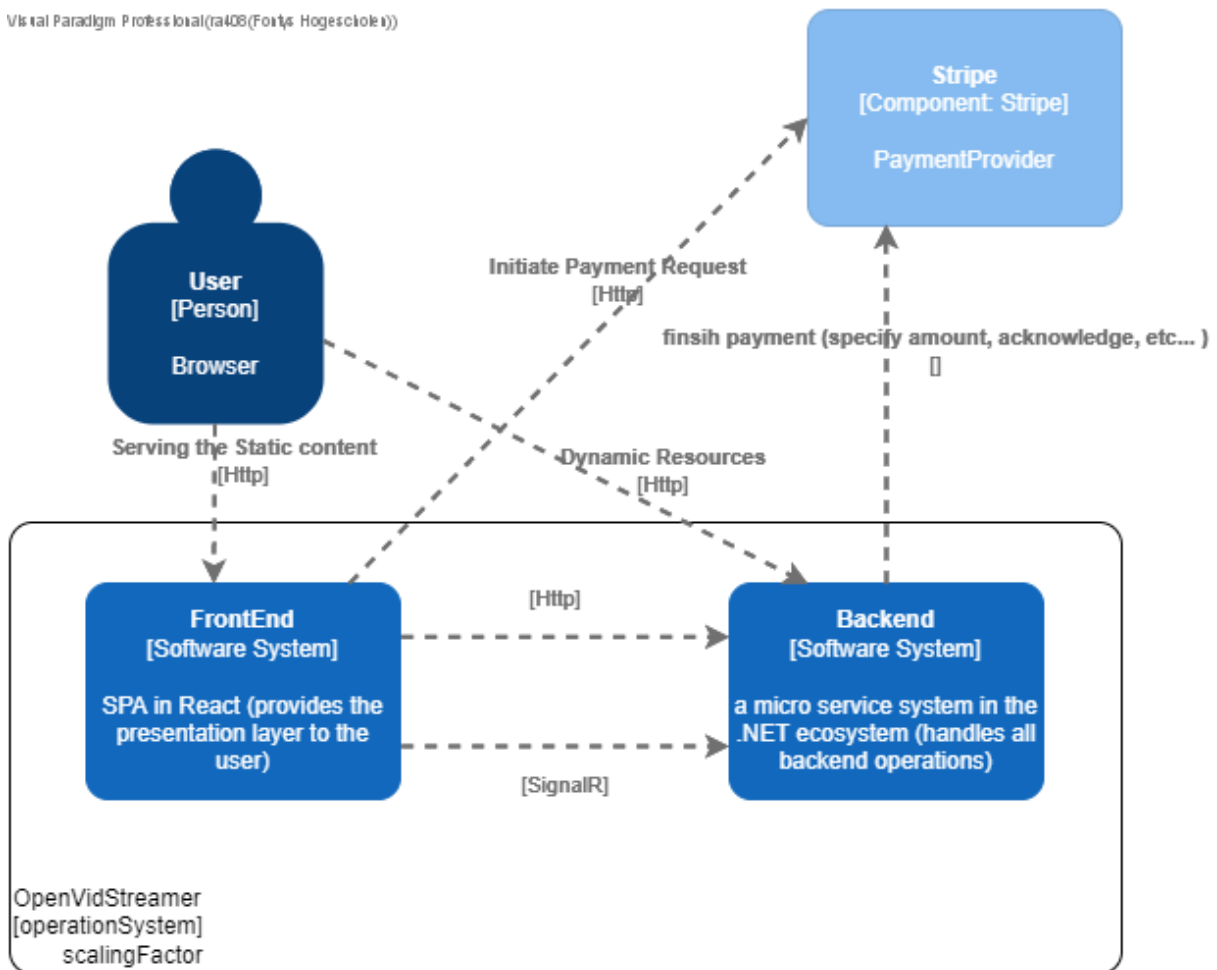 Visual Paradigm Professional(ra408(Fontys Hogescholen))
Stripe
[Component: Stripe]
PaymentProvider
User
[Person]
Browser
Initiate Payment Request
[Http]
finsih payment (specify amount, acknowledge, etc... )
[]
Serving the Static content
[Http]
Dynamic Resources
[Http]
FrontEnd
[Software System]
SPA in React (provides the
presentation layer to the
user)
[Http]
[SignalR]
Backend
[Software System]
a micro service system in the
.NET ecosystem (handles all
backend operations)
OpenVidStreamer
[operationSystem]
scalingFactor